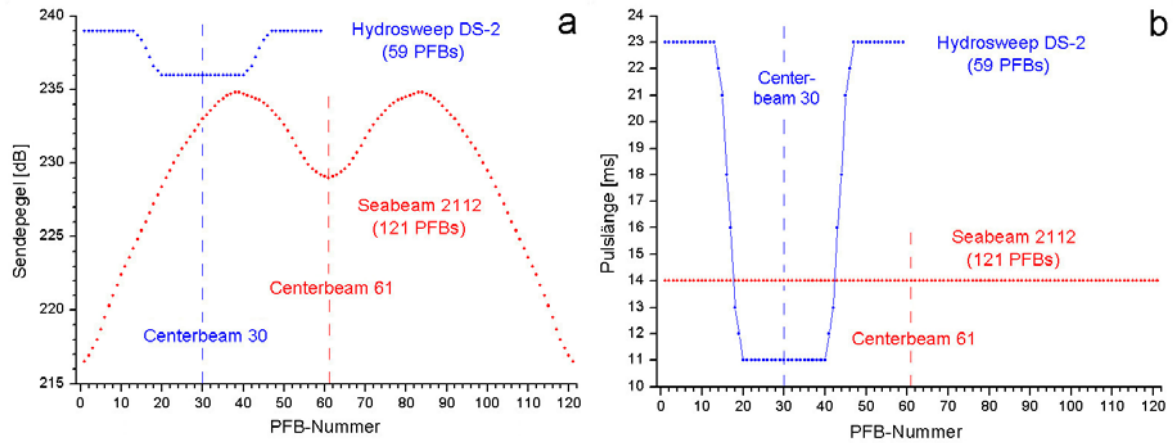 a
Sendepegel [dB]
240
235
230
225
220
215
Hydrosweep DS-2
(59 PFBs)
Seabeam 2112
(121 PFBs)
Centerbeam 61
Centerbeam 30
0 10 20 30 40 50 60 70 80 90 100 110 120
PFB-Nummer
b
Pulslänge [ms]
24
23
22
21
20
19
18
17
16
15
14
13
12
11
10
Hydrosweep DS-2
(59 PFBs)
Center-
beam 30
Seabeam 2112
(121 PFBs)
Centerbeam 61
0 10 20 30 40 50 60 70 80 90 100 110 120
PFB-Nummer